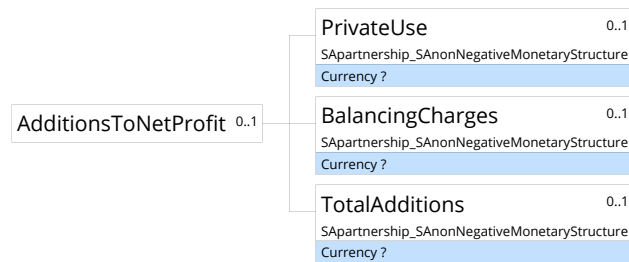 PrivateUse 0..1
SApartnership_SAnonNegativeMonetaryStructure
Currency ?
AdditionsToNetProfit 0..1
BalancingCharges 0..1
SApartnership_SAnonNegativeMonetaryStructure
Currency ?
TotalAdditions 0..1
SApartnership_SAnonNegativeMonetaryStructure
Currency ?